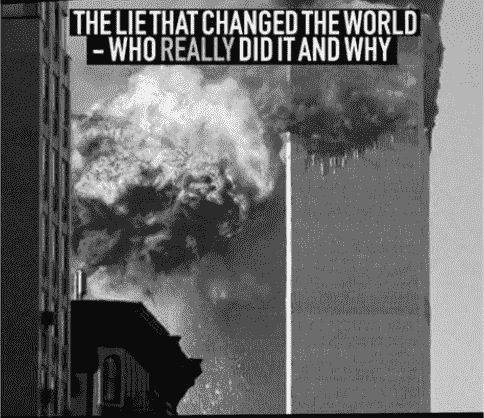 THE LIE THAT CHANGED THE WORLD
– WHO REALLY DID IT AND WHY